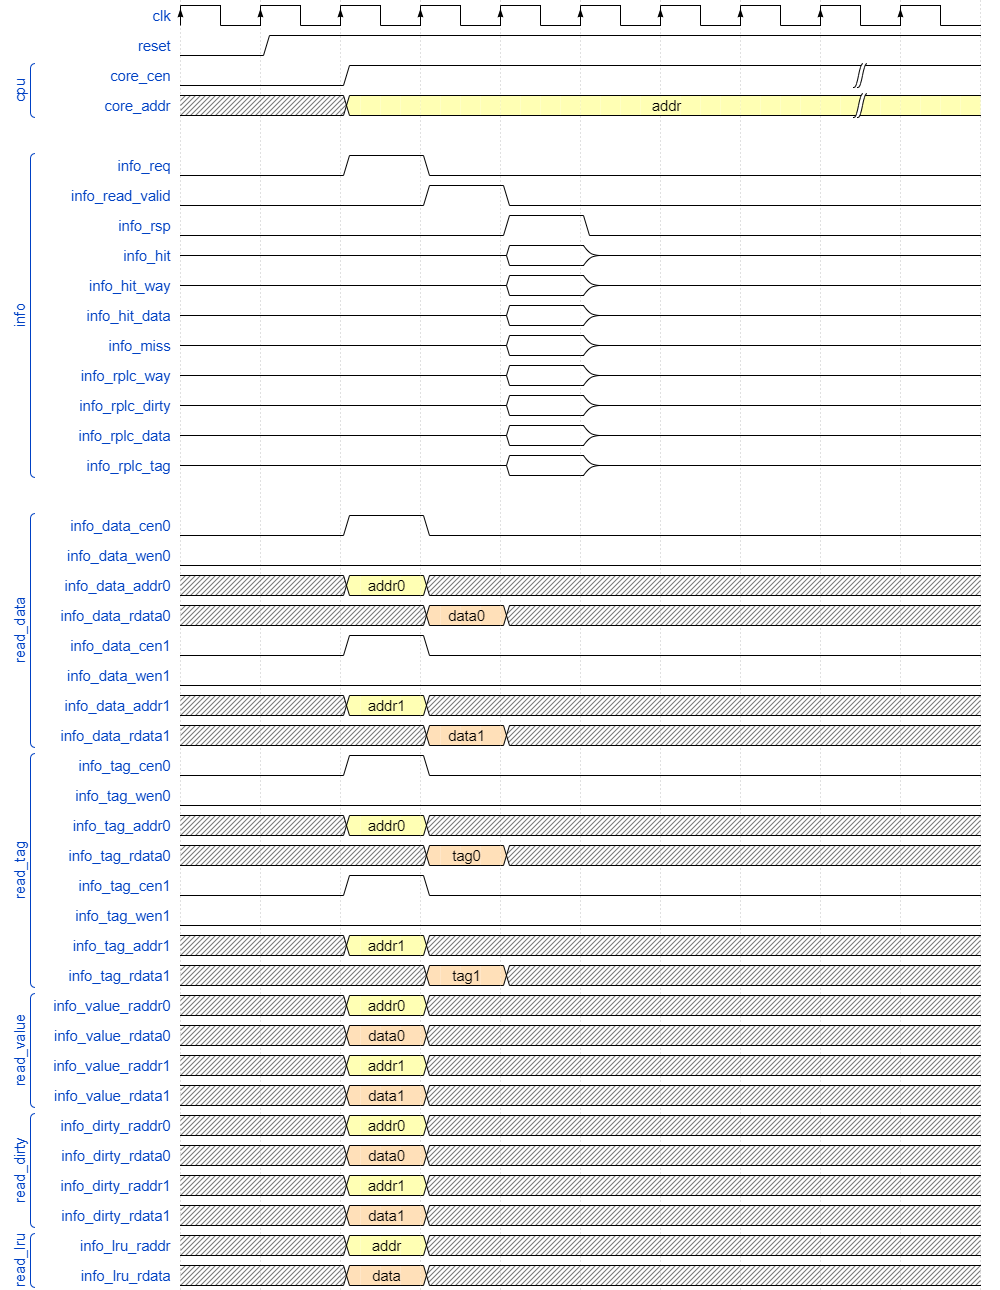 clk
reset
cpu
core_cen
core_addr addr
info
info_req
info_read_valid
info_rsp
info_hit
info_hit_way
info_hit_data
info_miss
info_rplc_way
info_rplc_dirty
info_rplc_data
info_rplc_tag
read_data
info_data_cen0
info_data_wen0
info_data_addr0 addr0
info_data_rdata0 data0
info_data_cen1
info_data_wen1
info_data_addr1 addr1
info_data_rdata1 data1
read_tag
info_tag_cen0
info_tag_wen0
info_tag_addr0 addr0
info_tag_rdata0 tag0
info_tag_cen1
info_tag_wen1
info_tag_addr1 addr1
info_tag_rdata1 tag1
read_value
info_value_raddr0 addr0
info_value_rdata0 data0
info_value_raddr1 addr1
info_value_rdata1 data1
read_dirty
info_dirty_raddr0 addr0
info_dirty_rdata0 data0
info_dirty_raddr1 addr1
info_dirty_rdata1 data1
read_lru
info_lru_raddr addr
info_lru_rdata data